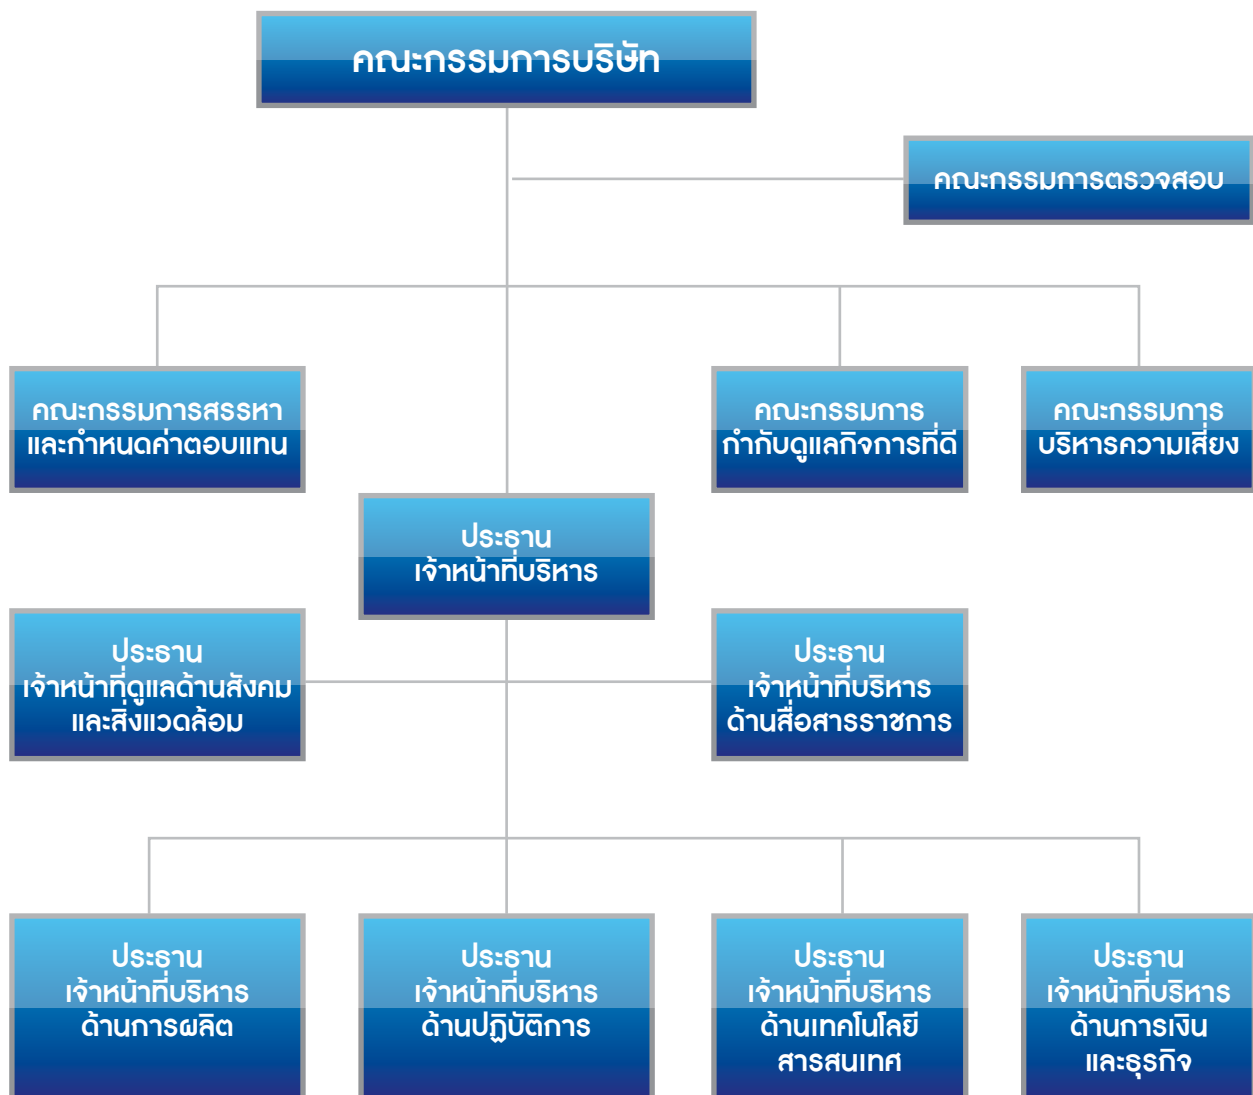 คณะกรรมการบริษัท
คณะกรรมการตรวจสอบ
คณะกรรมการสรรหา
และกำหนดค่าตอบแทน
คณะกรรมการ
กำกับดูแลกิจการที่ดี
คณะกรรมการ
บริหารความเสี่ยง
ประธาน
เจ้าหน้าที่บริหาร
ประธาน
เจ้าหน้าที่ดูแลด้านสังคม
และสิ่งแวดล้อม
ประธาน
เจ้าหน้าที่บริหาร
ด้านสื่อสารราชการ
ประธาน
เจ้าหน้าที่บริหาร
ด้านการผลิต
ประธาน
เจ้าหน้าที่บริหาร
ด้านปฏิบัติการ
ประธาน
เจ้าหน้าที่บริหาร
ด้านเทคโนโลยี
สารสนเทศ
ประธาน
เจ้าหน้าที่บริหาร
ด้านการเงิน
และธุรกิจ